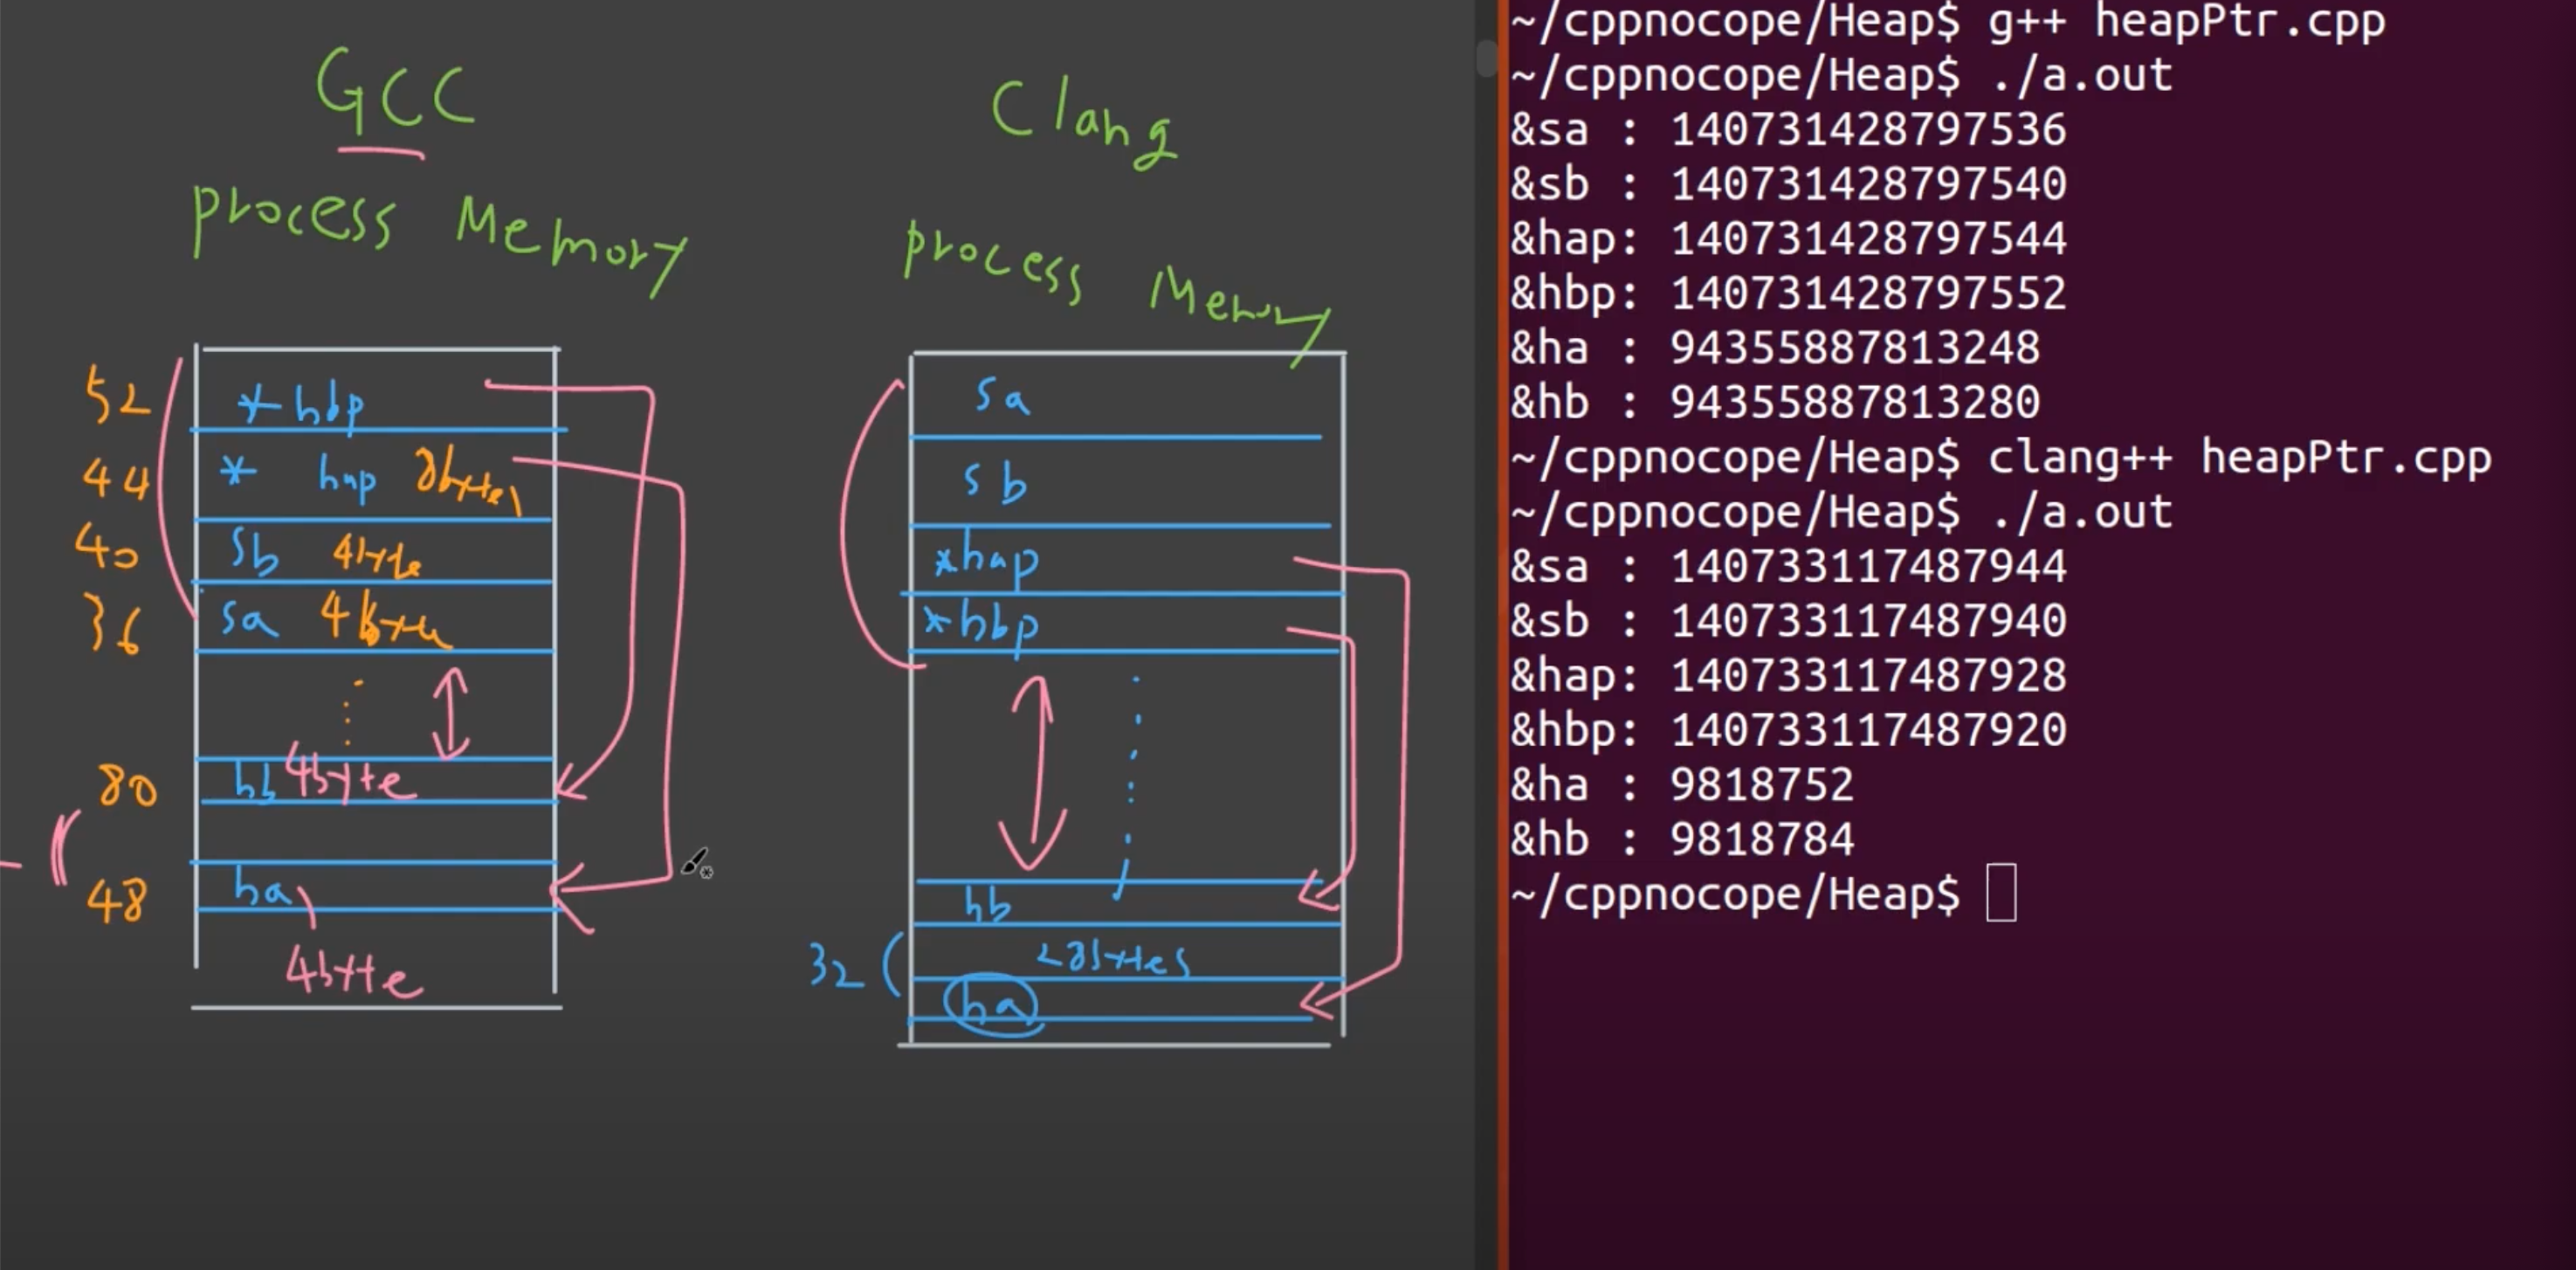 GCC
process Memory
52 *hbp
44 * hap 8bytes
40 sb 4byte
36 sa 4byte
80 hb 4byte
48 ha
4byte
Clang
process Memory
sa
sb
*hap
*hbp
hb
32 28bytes
ha
~/cppnocope/Heap$ g++ heapPtr.cpp
~/cppnocope/Heap$ ./a.out
&sa : 140731428797536
&sb : 140731428797540
&hap: 140731428797544
&hbp: 140731428797552
&ha : 94355887813248
&hb : 94355887813280
~/cppnocope/Heap$ clang++ heapPtr.cpp
~/cppnocope/Heap$ ./a.out
&sa : 140733117487944
&sb : 140733117487940
&hap: 140733117487928
&hbp: 140733117487920
&ha : 9818752
&hb : 9818784
~/cppnocope/Heap$